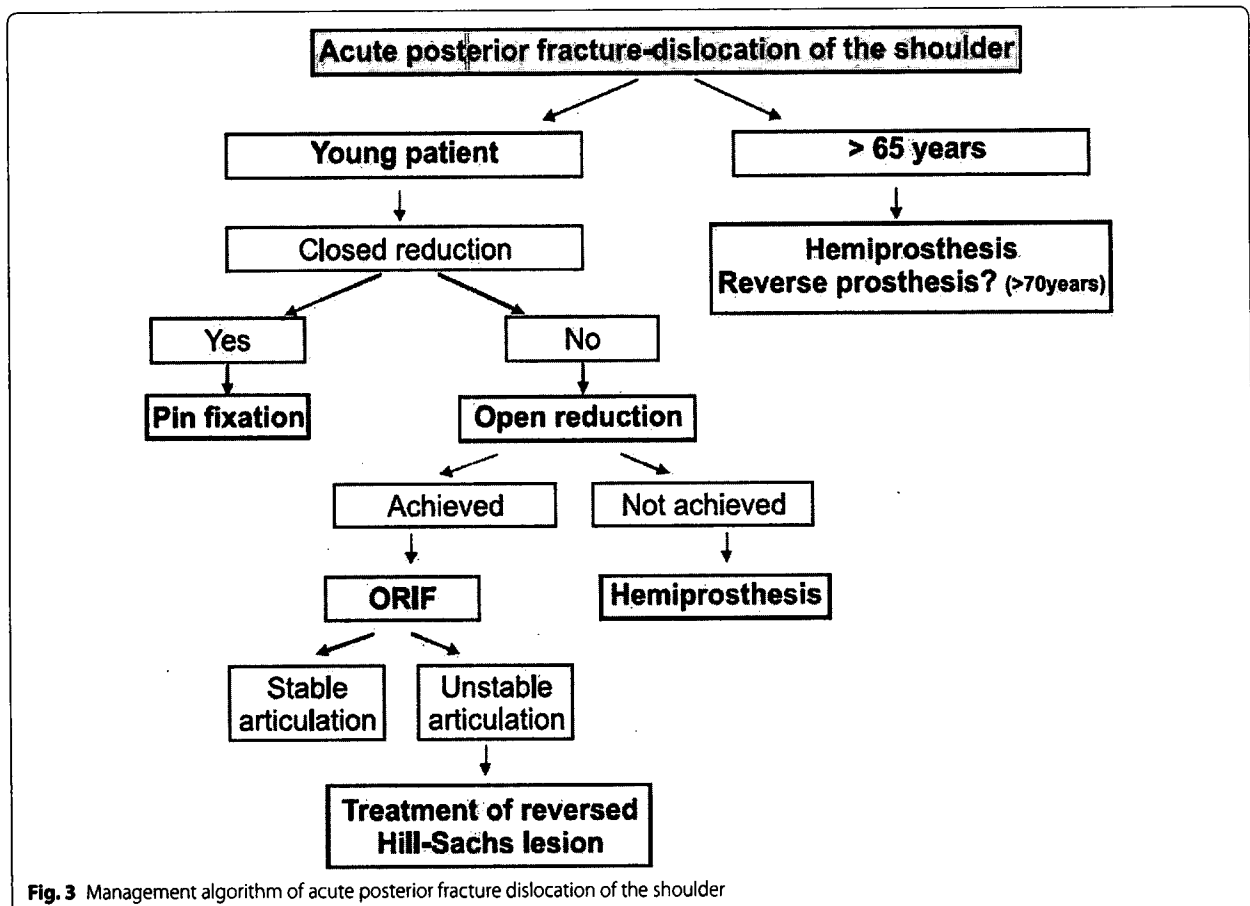 Acute posterior fracture-dislocation of the shoulder
Young patient
> 65 years
Closed reduction
Hemiprosthesis
Reverse prosthesis? (>70years)
Yes
No
Pin fixation
Open reduction
Achieved
Not achieved
ORIF
Hemiprosthesis
Stable
articulation
Unstable
articulation
Treatment of reversed
Hill-Sachs lesion
Fig. 3 Management algorithm of acute posterior fracture dislocation of the shoulder